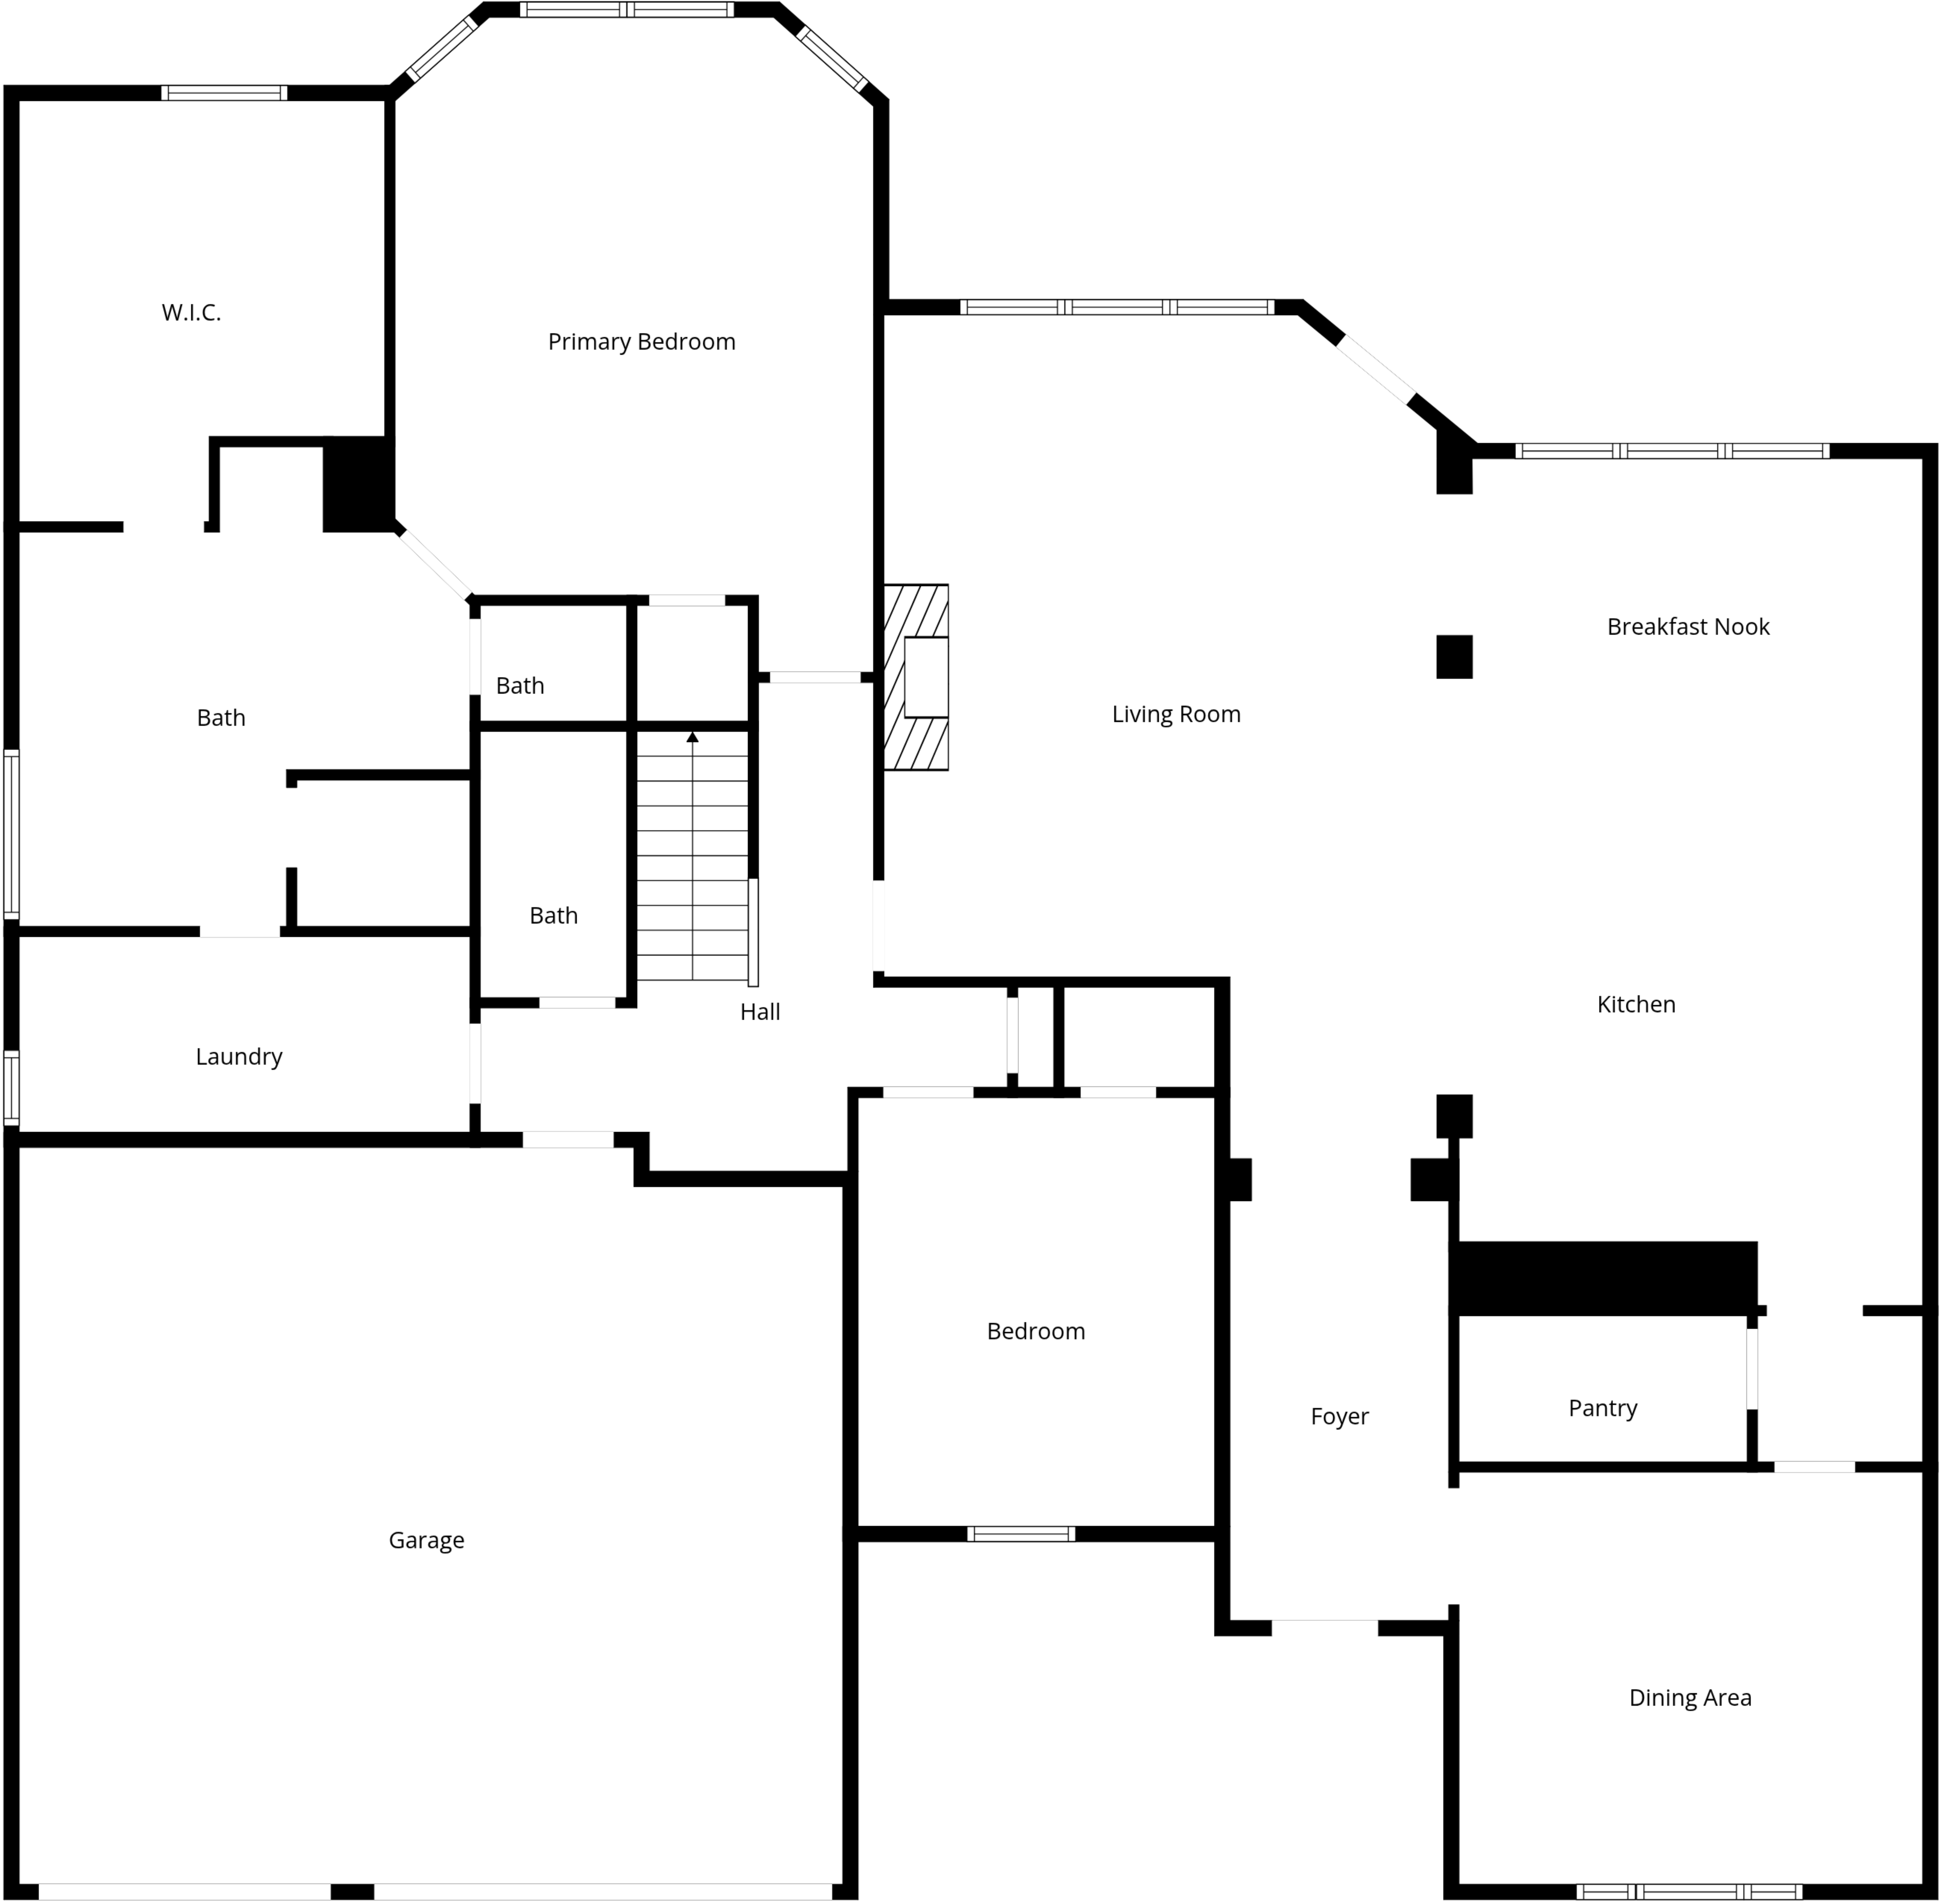 W.I.C.
Primary Bedroom
Breakfast Nook
Bath
Living Room
Bath
Bath
Hall
Kitchen
Laundry
Bedroom
Foyer
Pantry
Garage
Dining Area